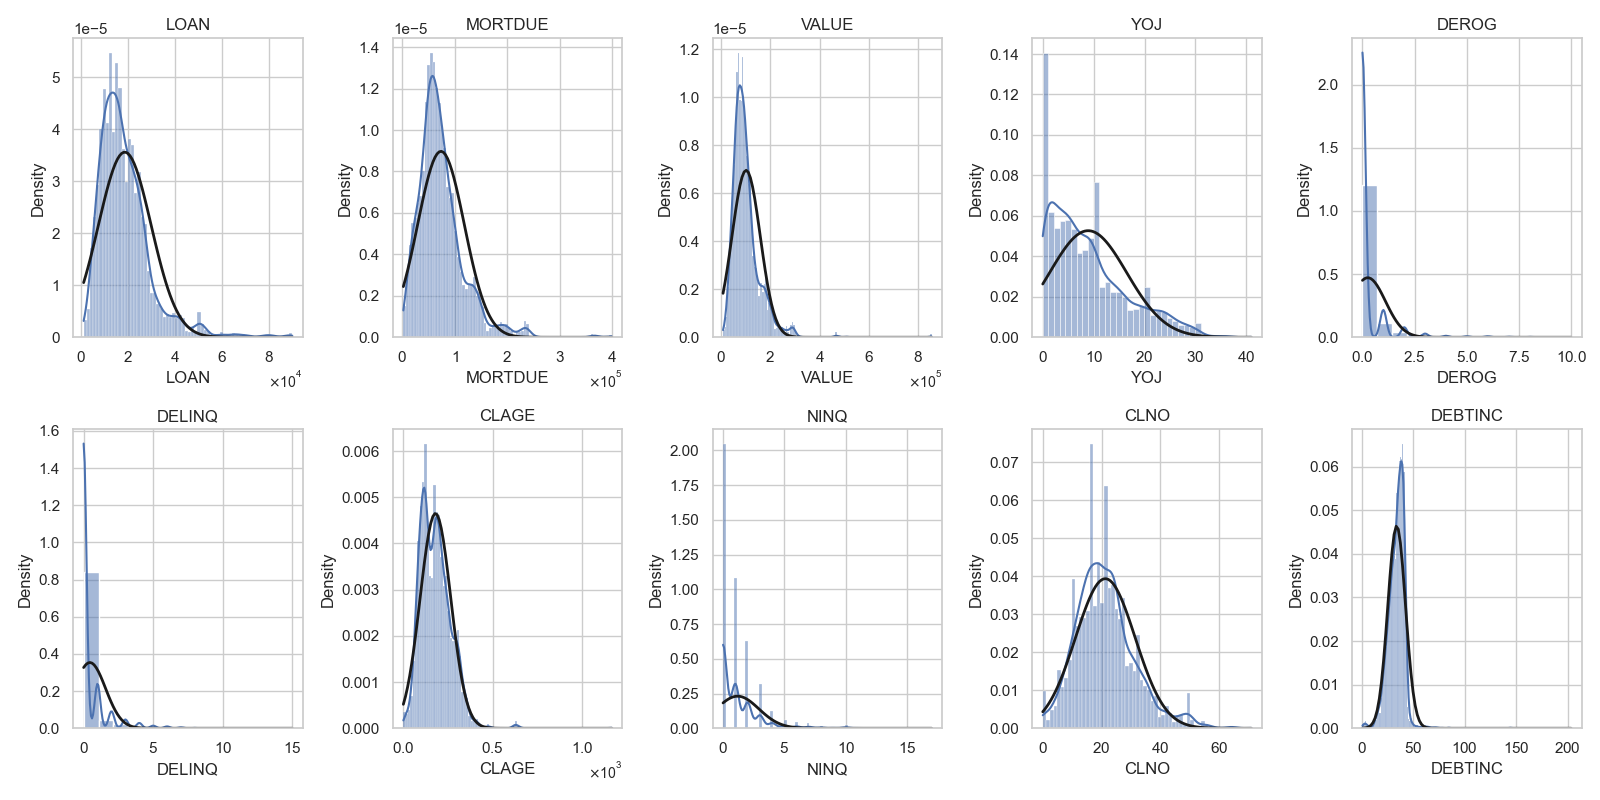 LOAN
1e−5
Density
5
4
3
2
1
0
0 2 4 6 8
LOAN
×10⁴
MORTDUE
1e−5
Density
1.4
1.2
1.0
0.8
0.6
0.4
0.2
0.0
0 1 2 3 4
MORTDUE
×10⁵
VALUE
1e−5
Density
1.2
1.0
0.8
0.6
0.4
0.2
0.0
0 2 4 6 8
VALUE
×10⁵
YOJ
Density
0.14
0.12
0.10
0.08
0.06
0.04
0.02
0.00
0 10 20 30 40
YOJ
DEROG
Density
2.0
1.5
1.0
0.5
0.0
0.0 2.5 5.0 7.5 10.0
DEROG
DELINQ
Density
1.6
1.4
1.2
1.0
0.8
0.6
0.4
0.2
0.0
0 5 10 15
DELINQ
CLAGE
Density
0.006
0.005
0.004
0.003
0.002
0.001
0.000
0.0 0.5 1.0
CLAGE
×10³
NINQ
Density
2.00
1.75
1.50
1.25
1.00
0.75
0.50
0.25
0.00
0 5 10 15
NINQ
CLNO
Density
0.07
0.06
0.05
0.04
0.03
0.02
0.01
0.00
0 20 40 60
CLNO
DEBTINC
Density
0.06
0.05
0.04
0.03
0.02
0.01
0.00
0 50 100 150 200
DEBTINC